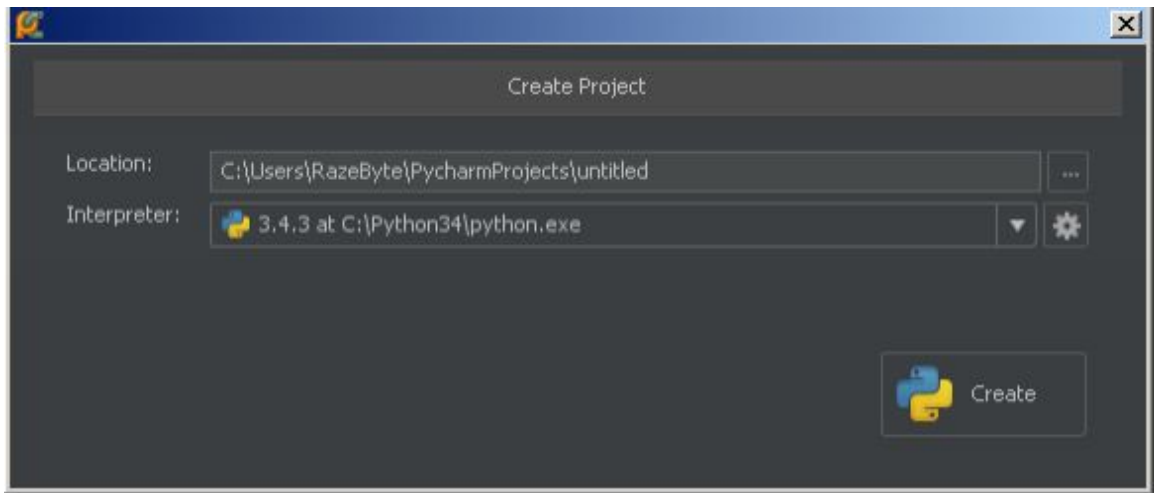 Create Project
Location:
C:\Users\RazeByte\PycharmProjects\untitled
...
Interpreter:
3.4.3 at C:\Python34\python.exe
Create